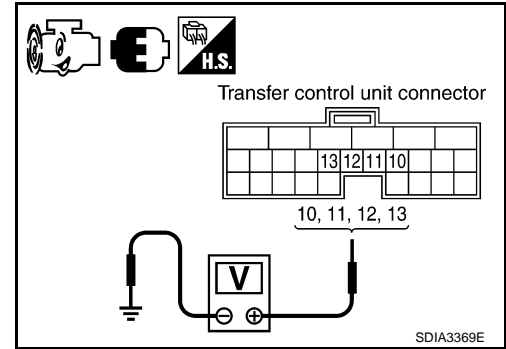 H.S.
Transfer control unit connector
13 12 11 10
10, 11, 12, 13
V
SDIA3369E